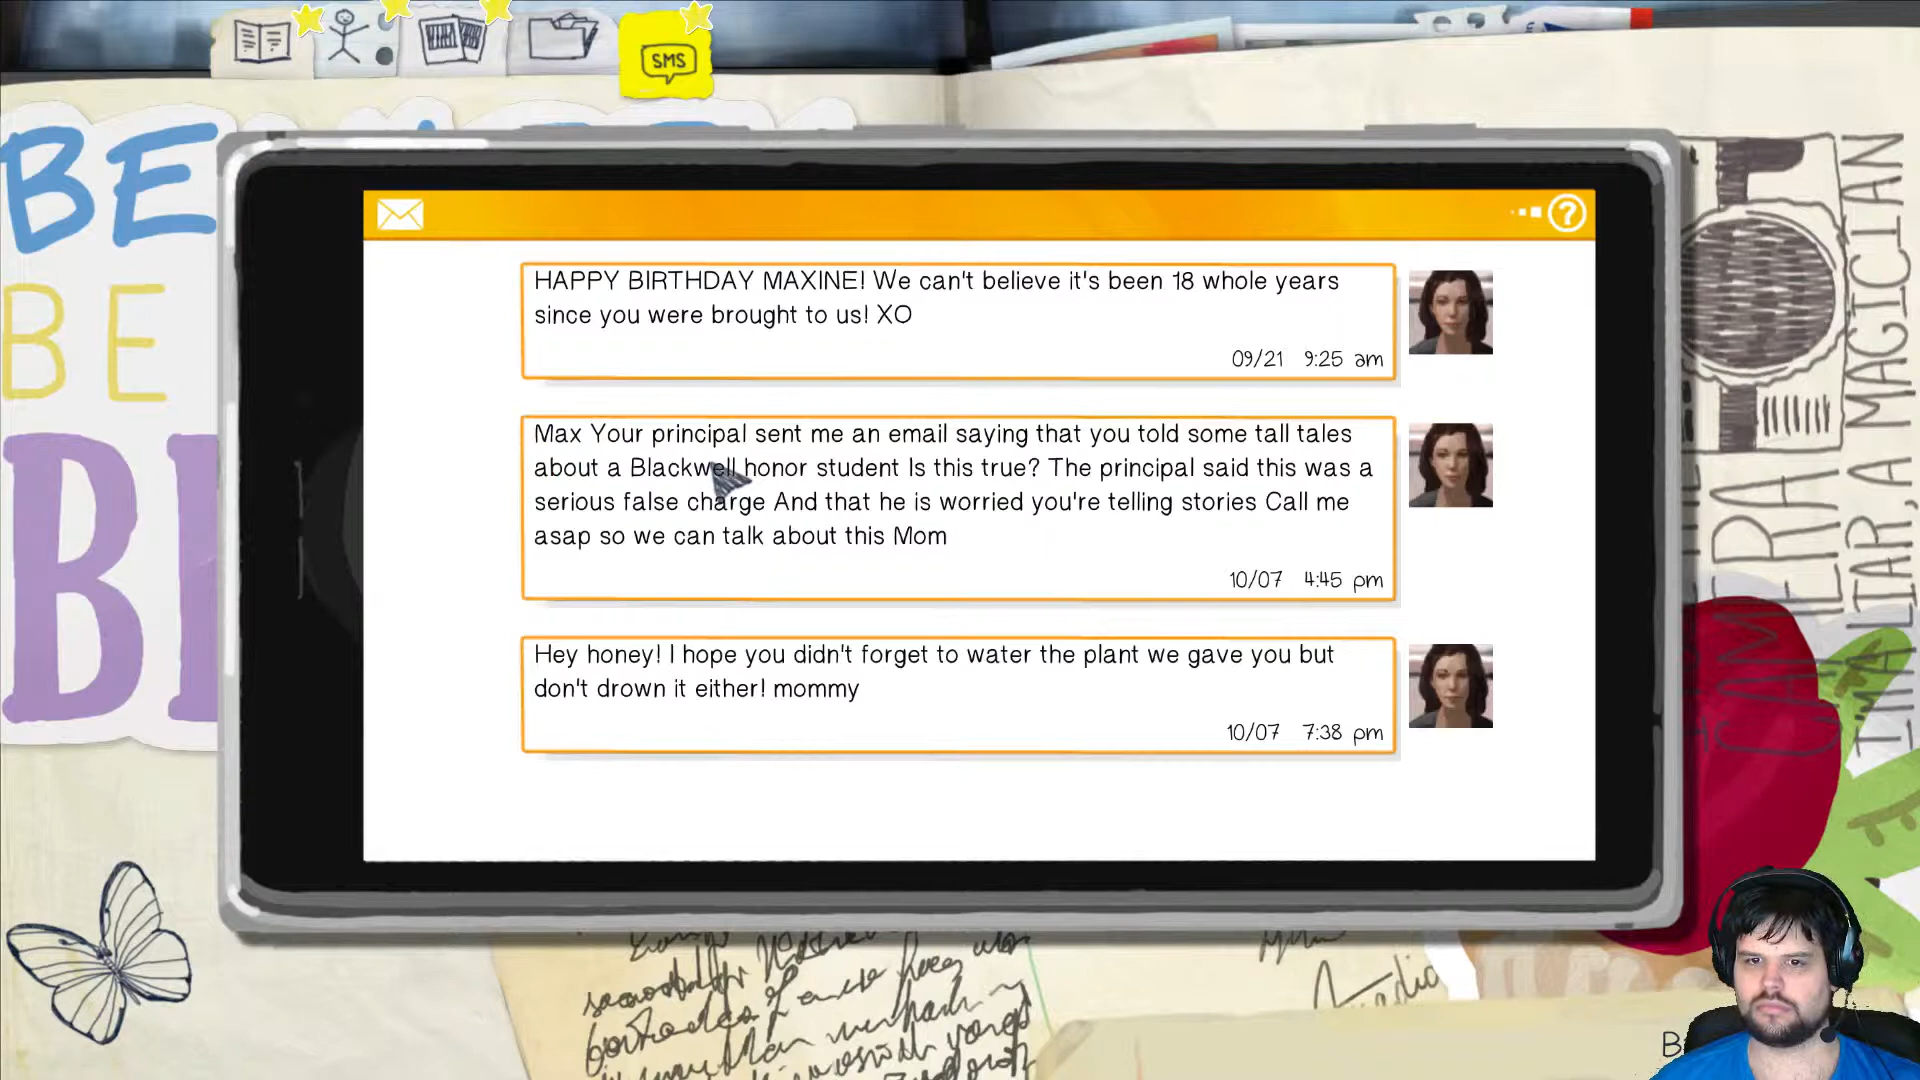 SMS
BE
BE
HAPPY BIRTHDAY MAXINE! We can't believe it's been 18 whole years
since you were brought to us! XO
09/21 9:25 am
Max Your principal sent me an email saying that you told some tall tales
about a Blackwell honor student Is this true? The principal said this was a
serious false charge And that he is worried you're telling stories Call me
asap so we can talk about this Mom
10/07 4:45 pm
Hey honey! I hope you didn't forget to water the plant we gave you but
don't drown it either! mommy
10/07 7:38 pm
?
CAMERA
LIAR, A MAGICIAN